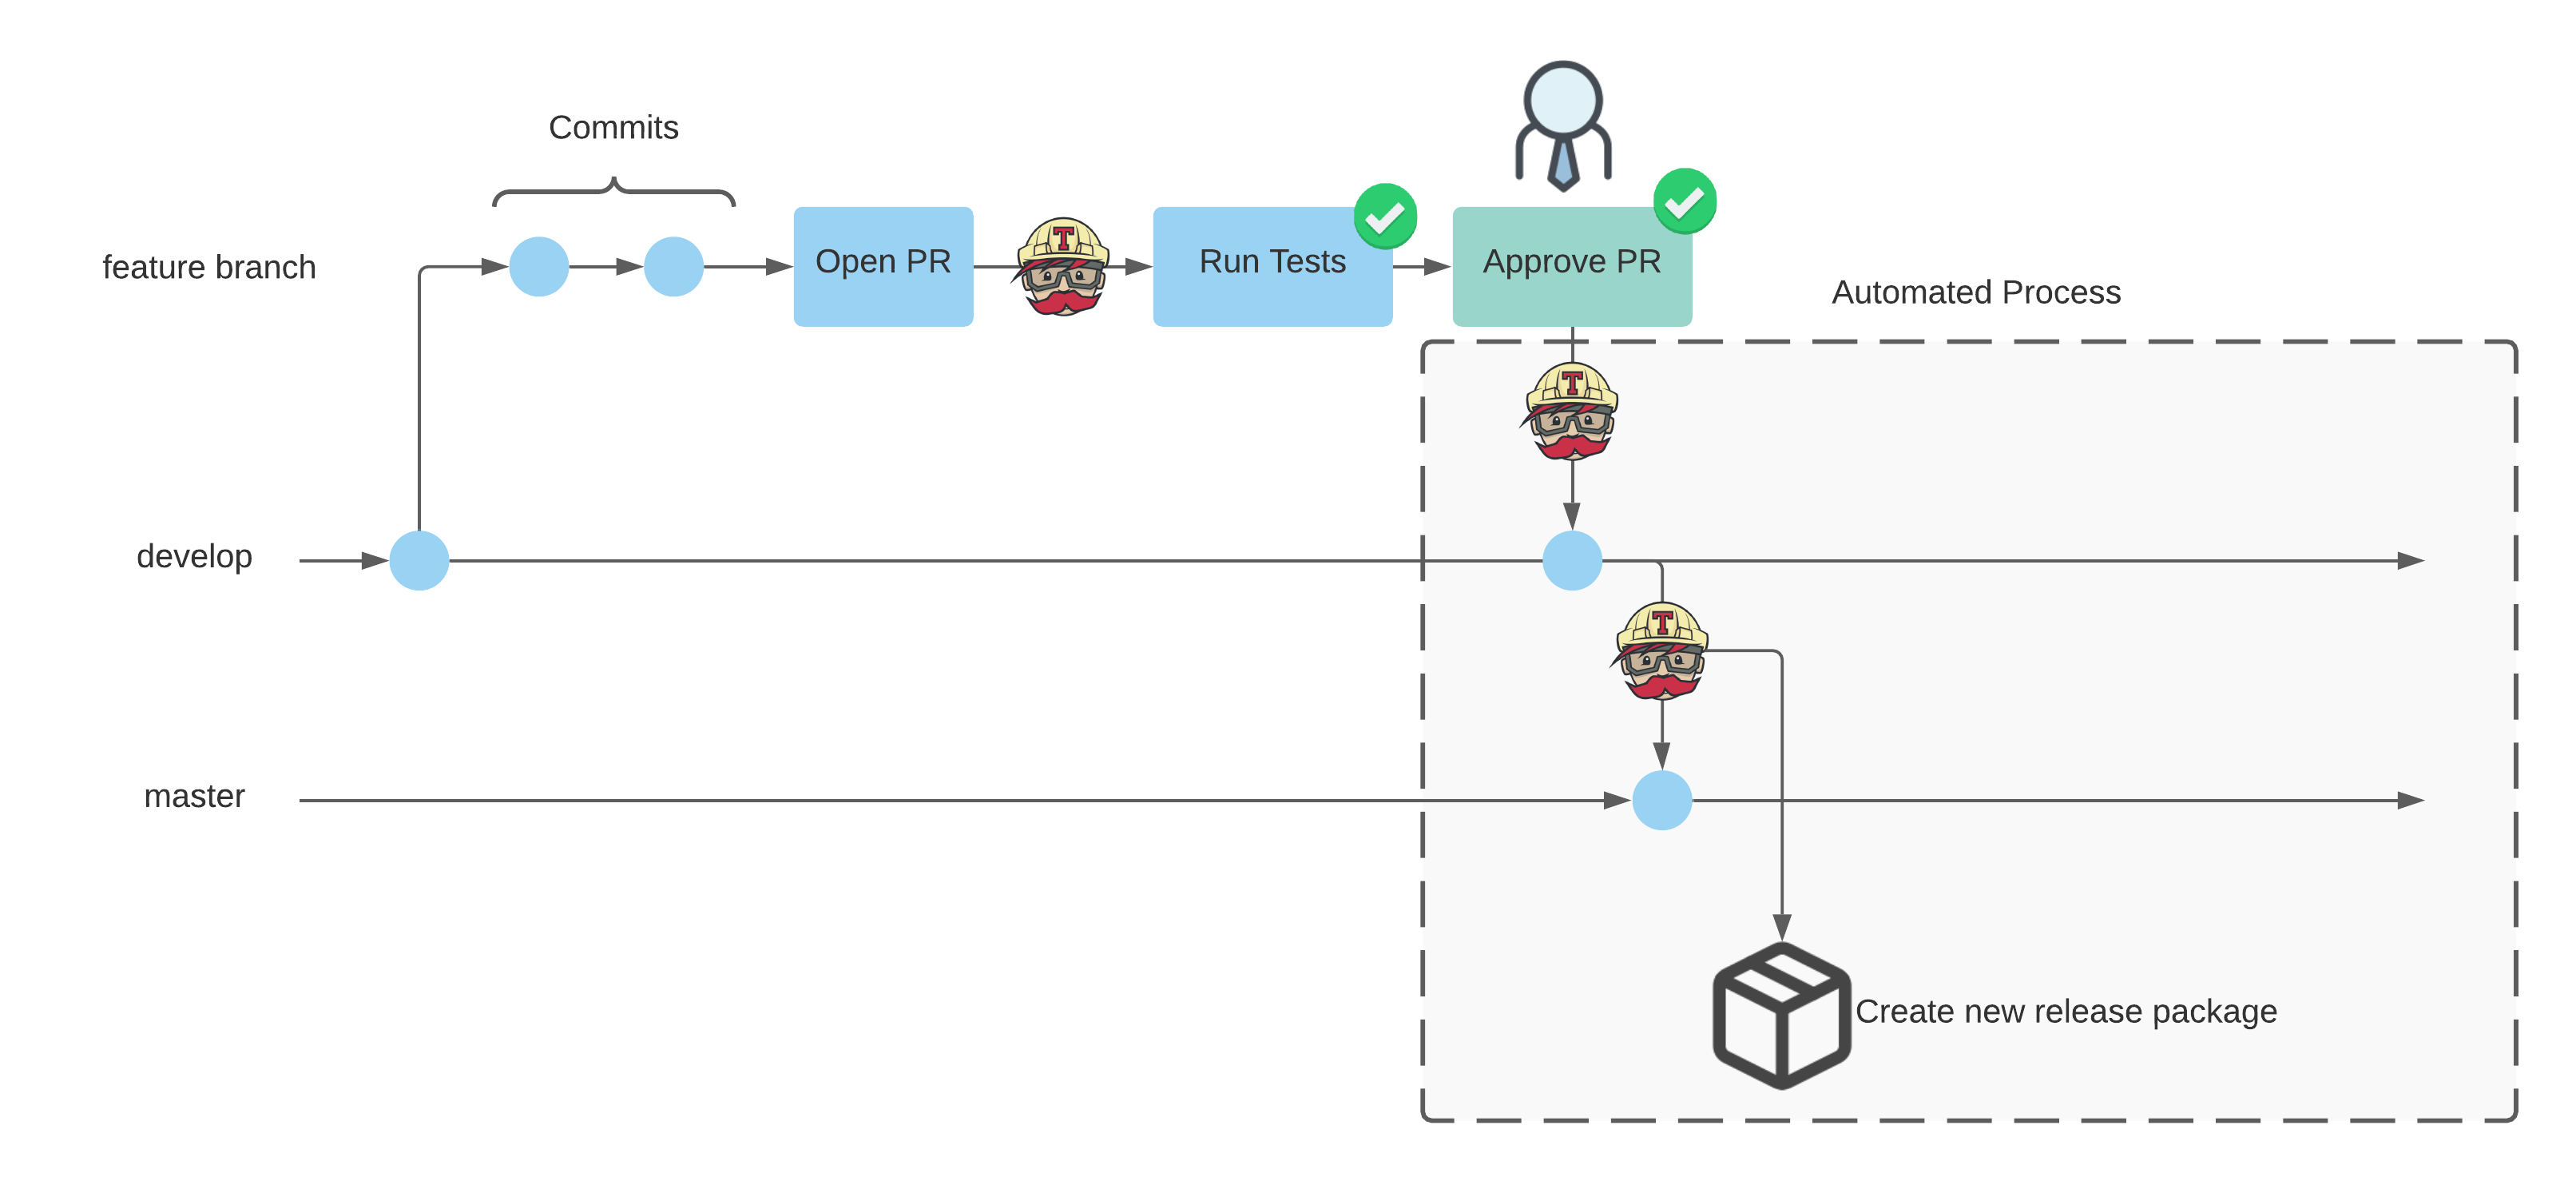 Commits
feature branch
Open PR
T
Run Tests
Approve PR
Automated Process
T
develop
T
master
Create new release package